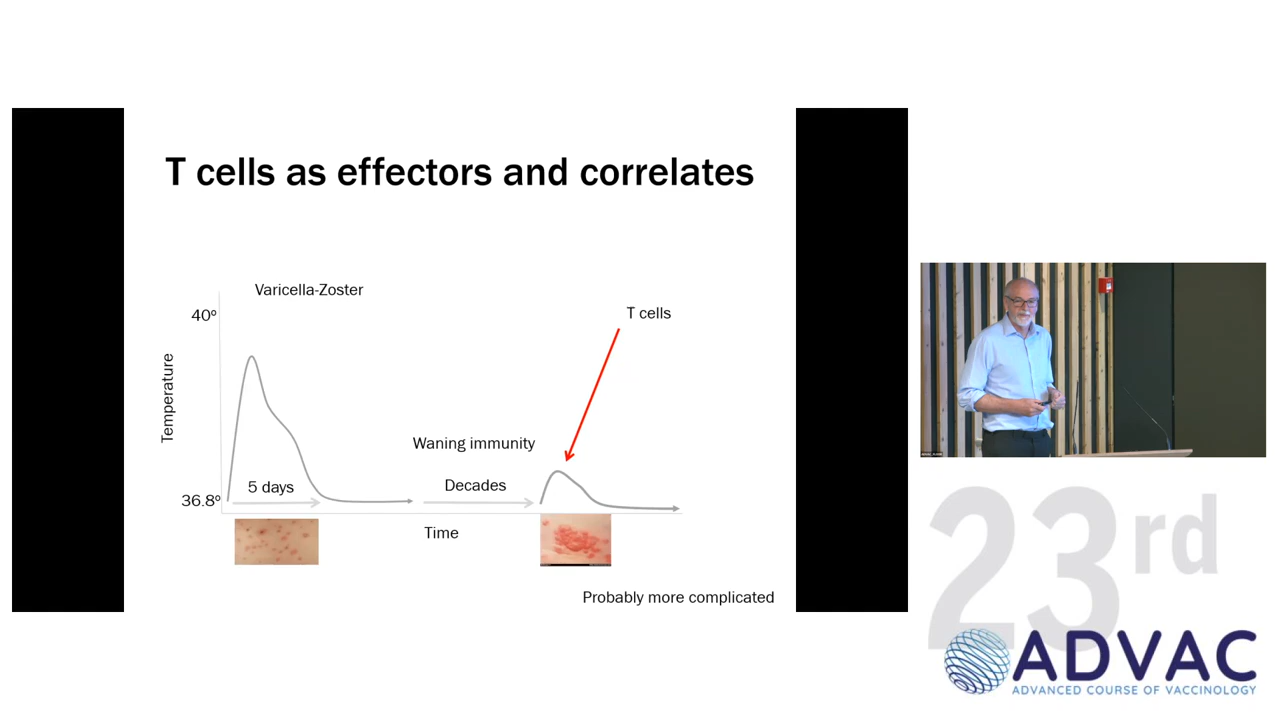 T cells as effectors and correlates
Varicella-Zoster
40º
T cells
Temperature
Waning immunity
5 days
Decades
36.8º
Time
Probably more complicated
23rd
ADVAC
ADVANCED COURSE OF VACCINOLOGY